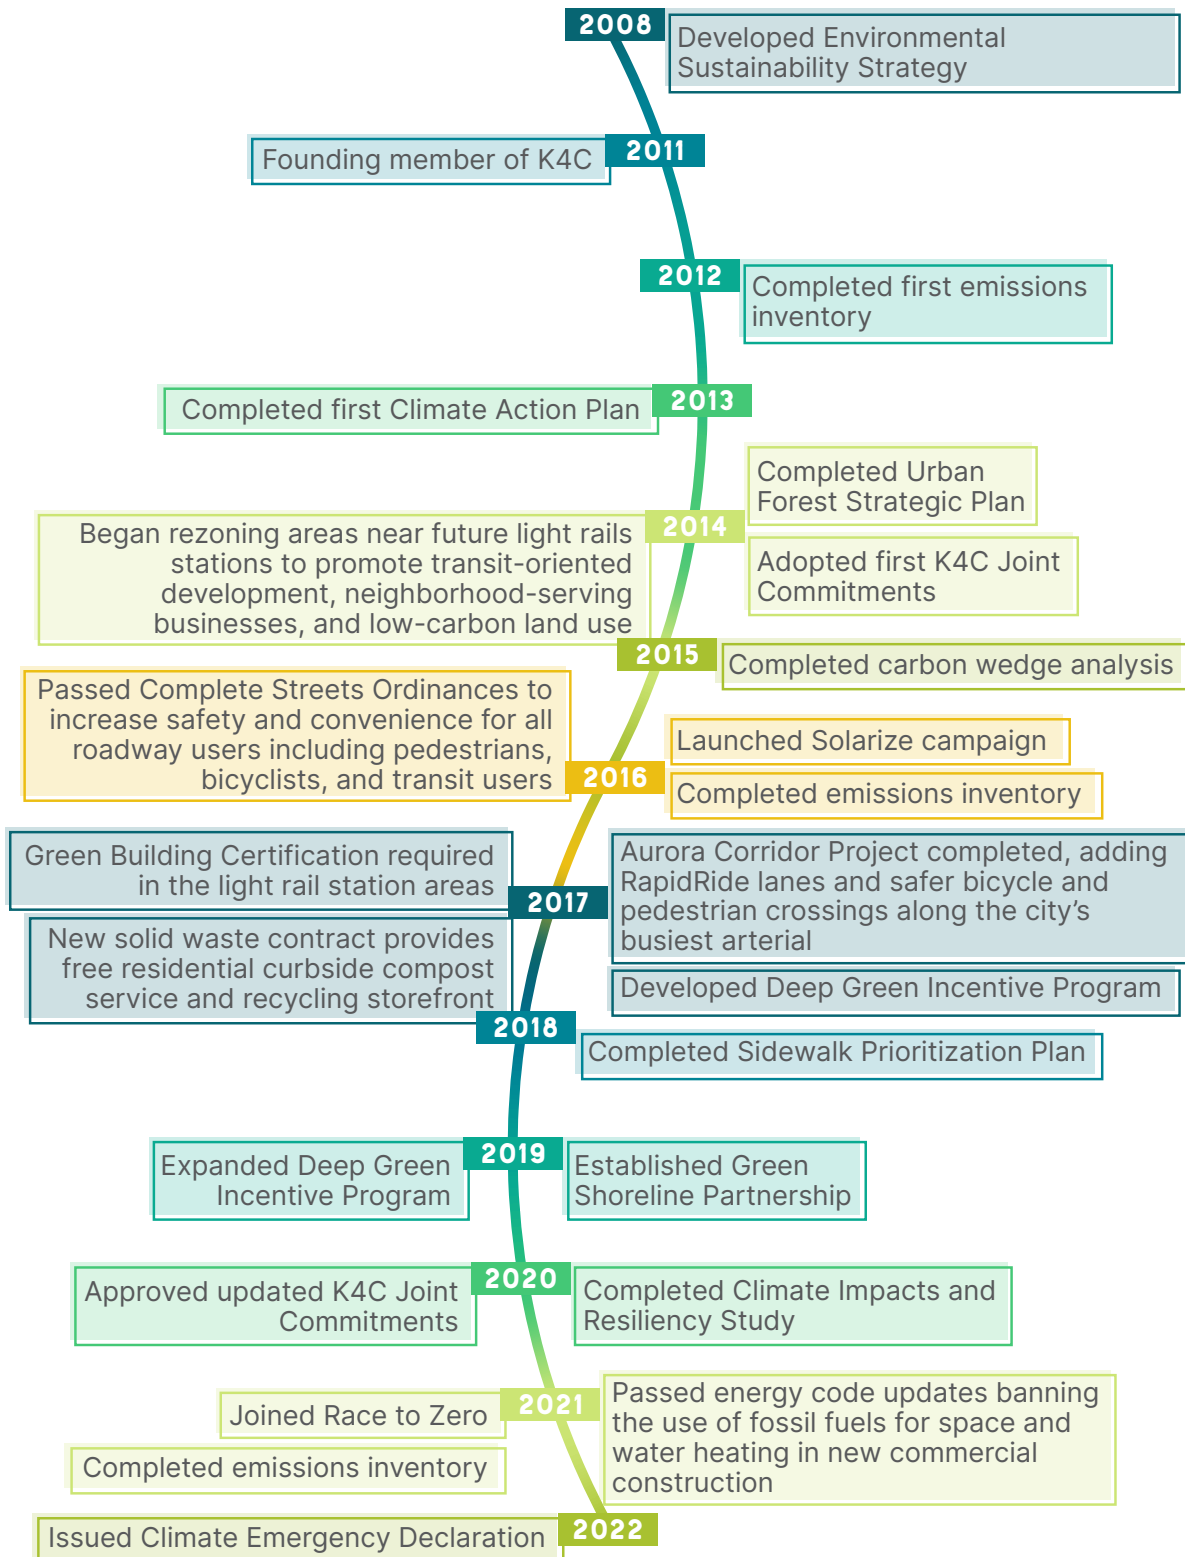 2008
Developed Environmental
Sustainability Strategy
Founding member of K4C
2011
2012
Completed first emissions
inventory
Completed first Climate Action Plan
2013
Completed Urban
Forest Strategic Plan
2014
Began rezoning areas near future light rails
stations to promote transit-oriented
development, neighborhood-serving
businesses, and low-carbon land use
Adopted first K4C Joint
Commitments
2015
Completed carbon wedge analysis
Passed Complete Streets Ordinances to
increase safety and convenience for all
roadway users including pedestrians,
bicyclists, and transit users
2016
Launched Solarize campaign
Completed emissions inventory
Green Building Certification required
in the light rail station areas
2017
Aurora Corridor Project completed, adding
RapidRide lanes and safer bicycle and
pedestrian crossings along the city's
busiest arterial
New solid waste contract provides
free residential curbside compost
service and recycling storefront
Developed Deep Green Incentive Program
2018
Completed Sidewalk Prioritization Plan
Expanded Deep Green
Incentive Program
2019
Established Green
Shoreline Partnership
Approved updated K4C Joint
Commitments
2020
Completed Climate Impacts and
Resiliency Study
Joined Race to Zero
2021
Passed energy code updates banning
the use of fossil fuels for space and
water heating in new commercial
construction
Completed emissions inventory
Issued Climate Emergency Declaration
2022